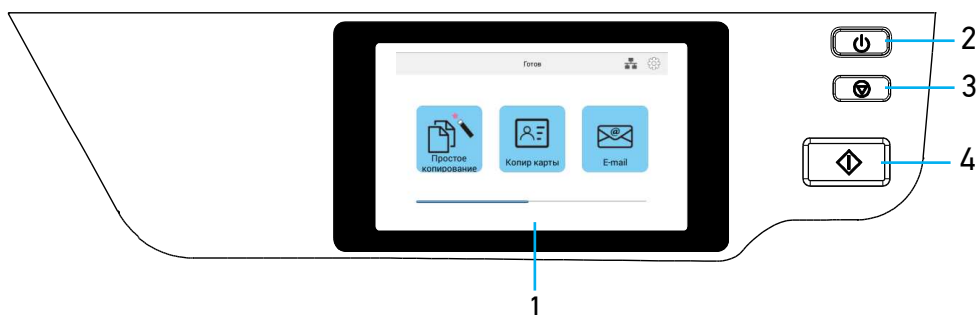 Готов
2
3
Простое
копирование
Копир карты
@
E-mail
4
1